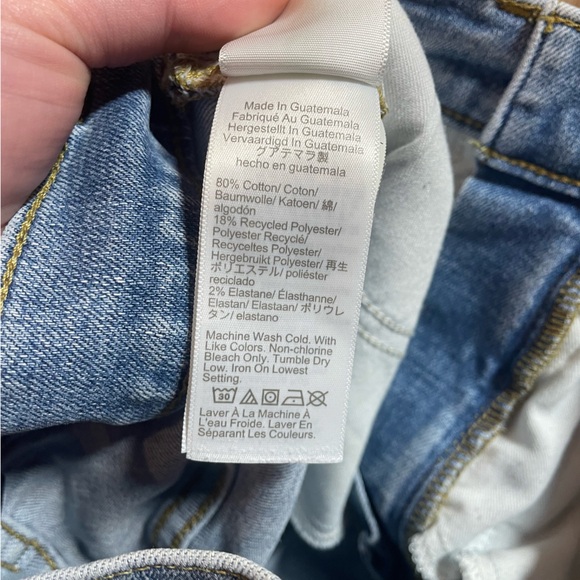 Made In Guatemala
Fabriqué Au Guatemala
Hergestellt In Guatemala
Vervaardigd In Guatemala
グアテマラ製
hecho en guatemala
80% Cotton/ Coton/
Baumwolle/ Katoen/ 綿/
algodón
18% Recycled Polyester/
Polyester Recyclé/
Recyceltes Polyester/
Hergebruikt Polyester/ 再生
ポリエステル/ poliéster
reciclado
2% Elastane/ Élasthanne/
Elastan/ Elastaan/ ポリウレ
タン/ elastano
Machine Wash Cold. With
Like Colors. Non-chlorine
Bleach Only. Tumble Dry
Low. Iron On Lowest
Setting.
30
Laver À La Machine À
L'eau Froide. Laver En
Séparant Les Couleurs.